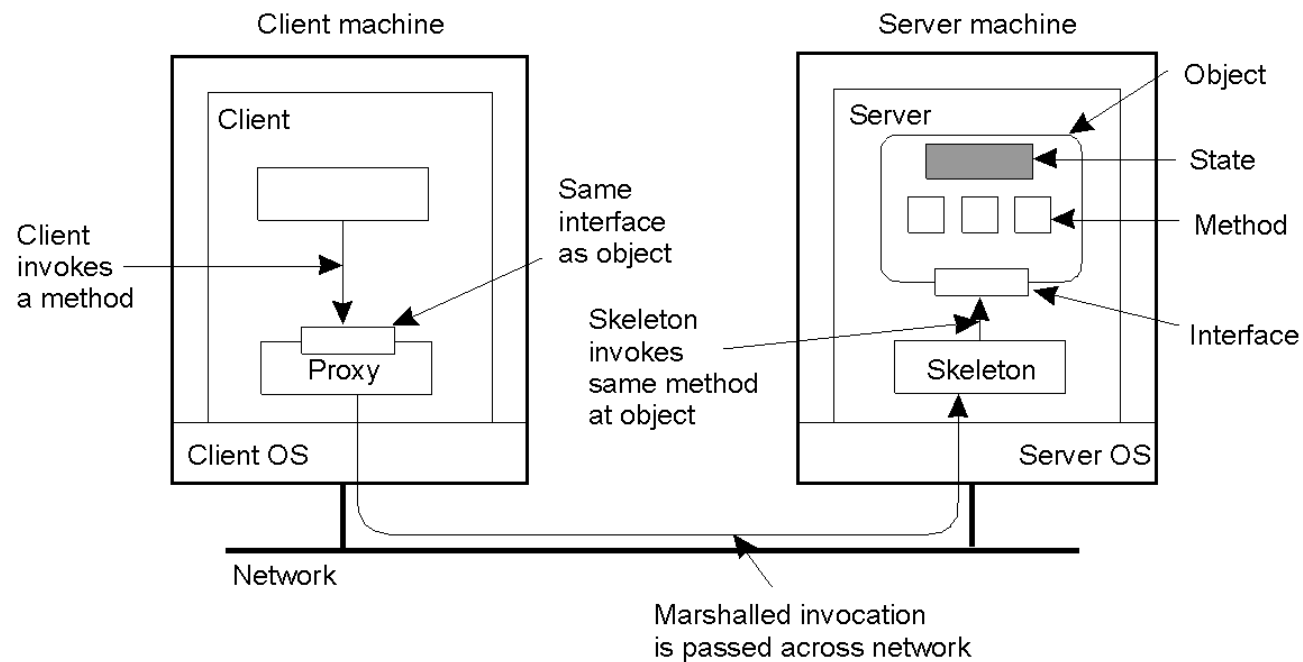 Client machine
Server machine
Client
Server
Object
State
Method
Interface
Same
interface
as object
Client
invokes
a method
Proxy
Skeleton
invokes
same method
at object
Skeleton
Client OS
Server OS
Network
Marshalled invocation
is passed across network